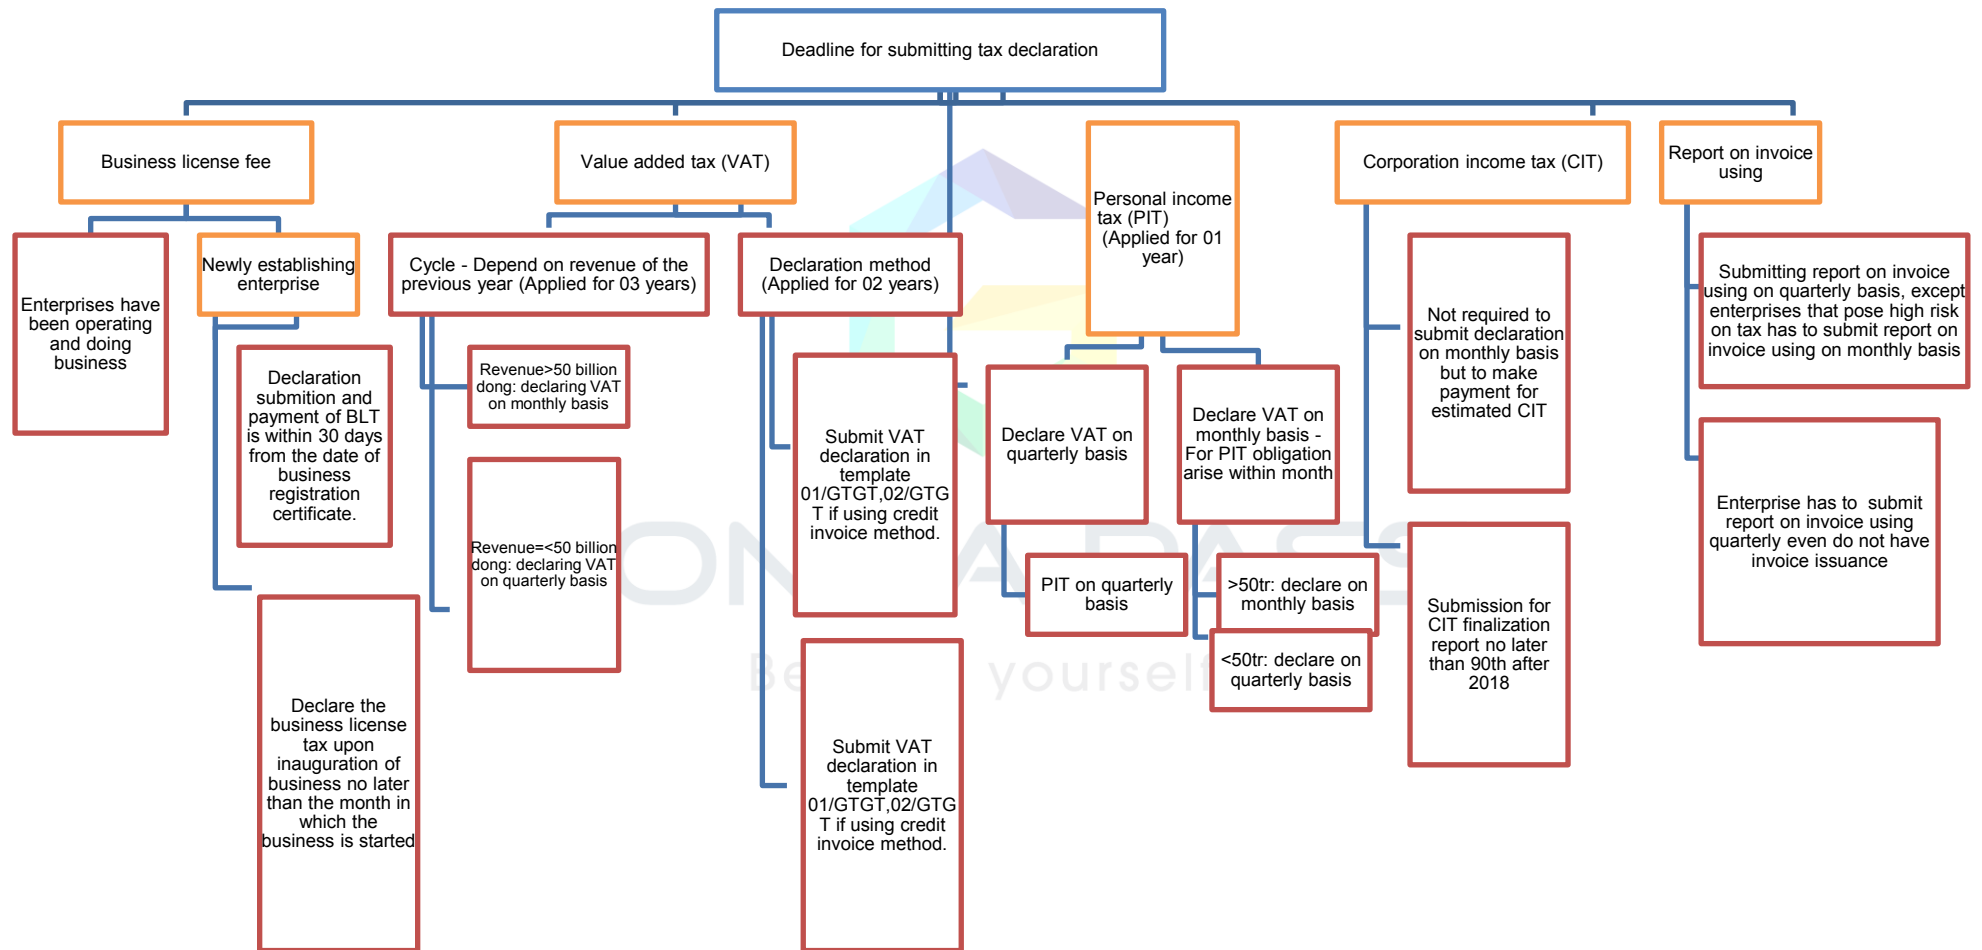 Deadline for submitting tax declaration
Business license fee
Value added tax (VAT)
Personal income
tax (PIT)
(Applied for 01
year)
Corporation income tax (CIT)
Report on invoice
using
Enterprises have
been operating
and doing
business
Newly establishing
enterprise
Declaration
submition and
payment of BLT
is within 30 days
from the date of
business
registration
certificate.
Declare the
business license
tax upon
inauguration of
business no later
than the month in
which the
business is started
Cycle - Depend on revenue of the
previous year (Applied for 03 years)
Revenue>50 billion
dong: declaring VAT
on monthly basis
Revenue=<50 billion
dong: declaring VAT
on quarterly basis
Declaration method
(Applied for 02 years)
Submit VAT
declaration in
template
01/GTGT,02/GTG
T if using credit
invoice method.
Submit VAT
declaration in
template
01/GTGT,02/GTG
T if using credit
invoice method.
Declare VAT on
quarterly basis
PIT on quarterly
basis
Declare VAT on
monthly basis -
For PIT obligation
arise within month
>50tr: declare on
monthly basis
<50tr: declare on
quarterly basis
Not required to
submit declaration
on monthly basis
but to make
payment for
estimated CIT
Submission for
CIT finalization
report no later
than 90th after
2018
Submitting report on invoice
using on quarterly basis, except
enterprises that pose high risk
on tax has to submit report on
invoice using on monthly basis
Enterprise has to submit
report on invoice using
quarterly even do not have
invoice issuance
yourself